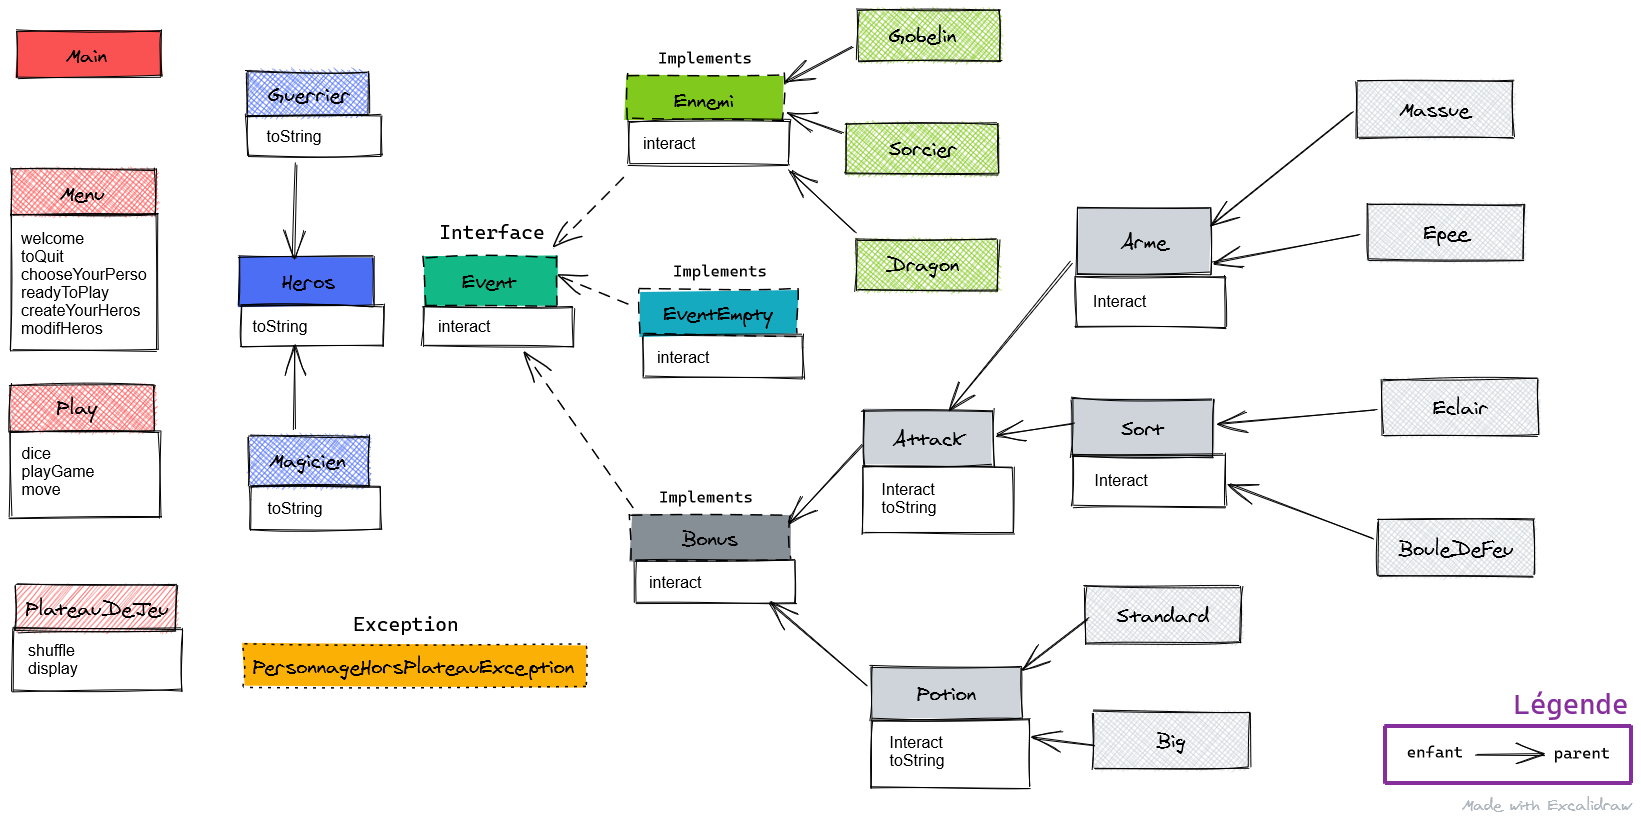 Main
Menu
welcome
toQuit
chooseYourPerso
readyToPlay
createYourHeros
modifHeros
Play
dice
playGame
move
PlateauDeJeu
shuffle
display
Guerrier
toString
Heros
toString
Magicien
toString
Exception
PersonnageHorsPlateauException
Interface
Event
interact
Implements
Ennemi
interact
Implements
EventEmpty
interact
Implements
Bonus
interact
Gobelin
Sorcier
Dragon
Attack
Interact
toString
Potion
Interact
toString
Arme
Interact
Sort
Interact
Standard
Big
Massue
Epee
Eclair
BouleDeFeu
Légende
enfant parent
Made with Excalidraw